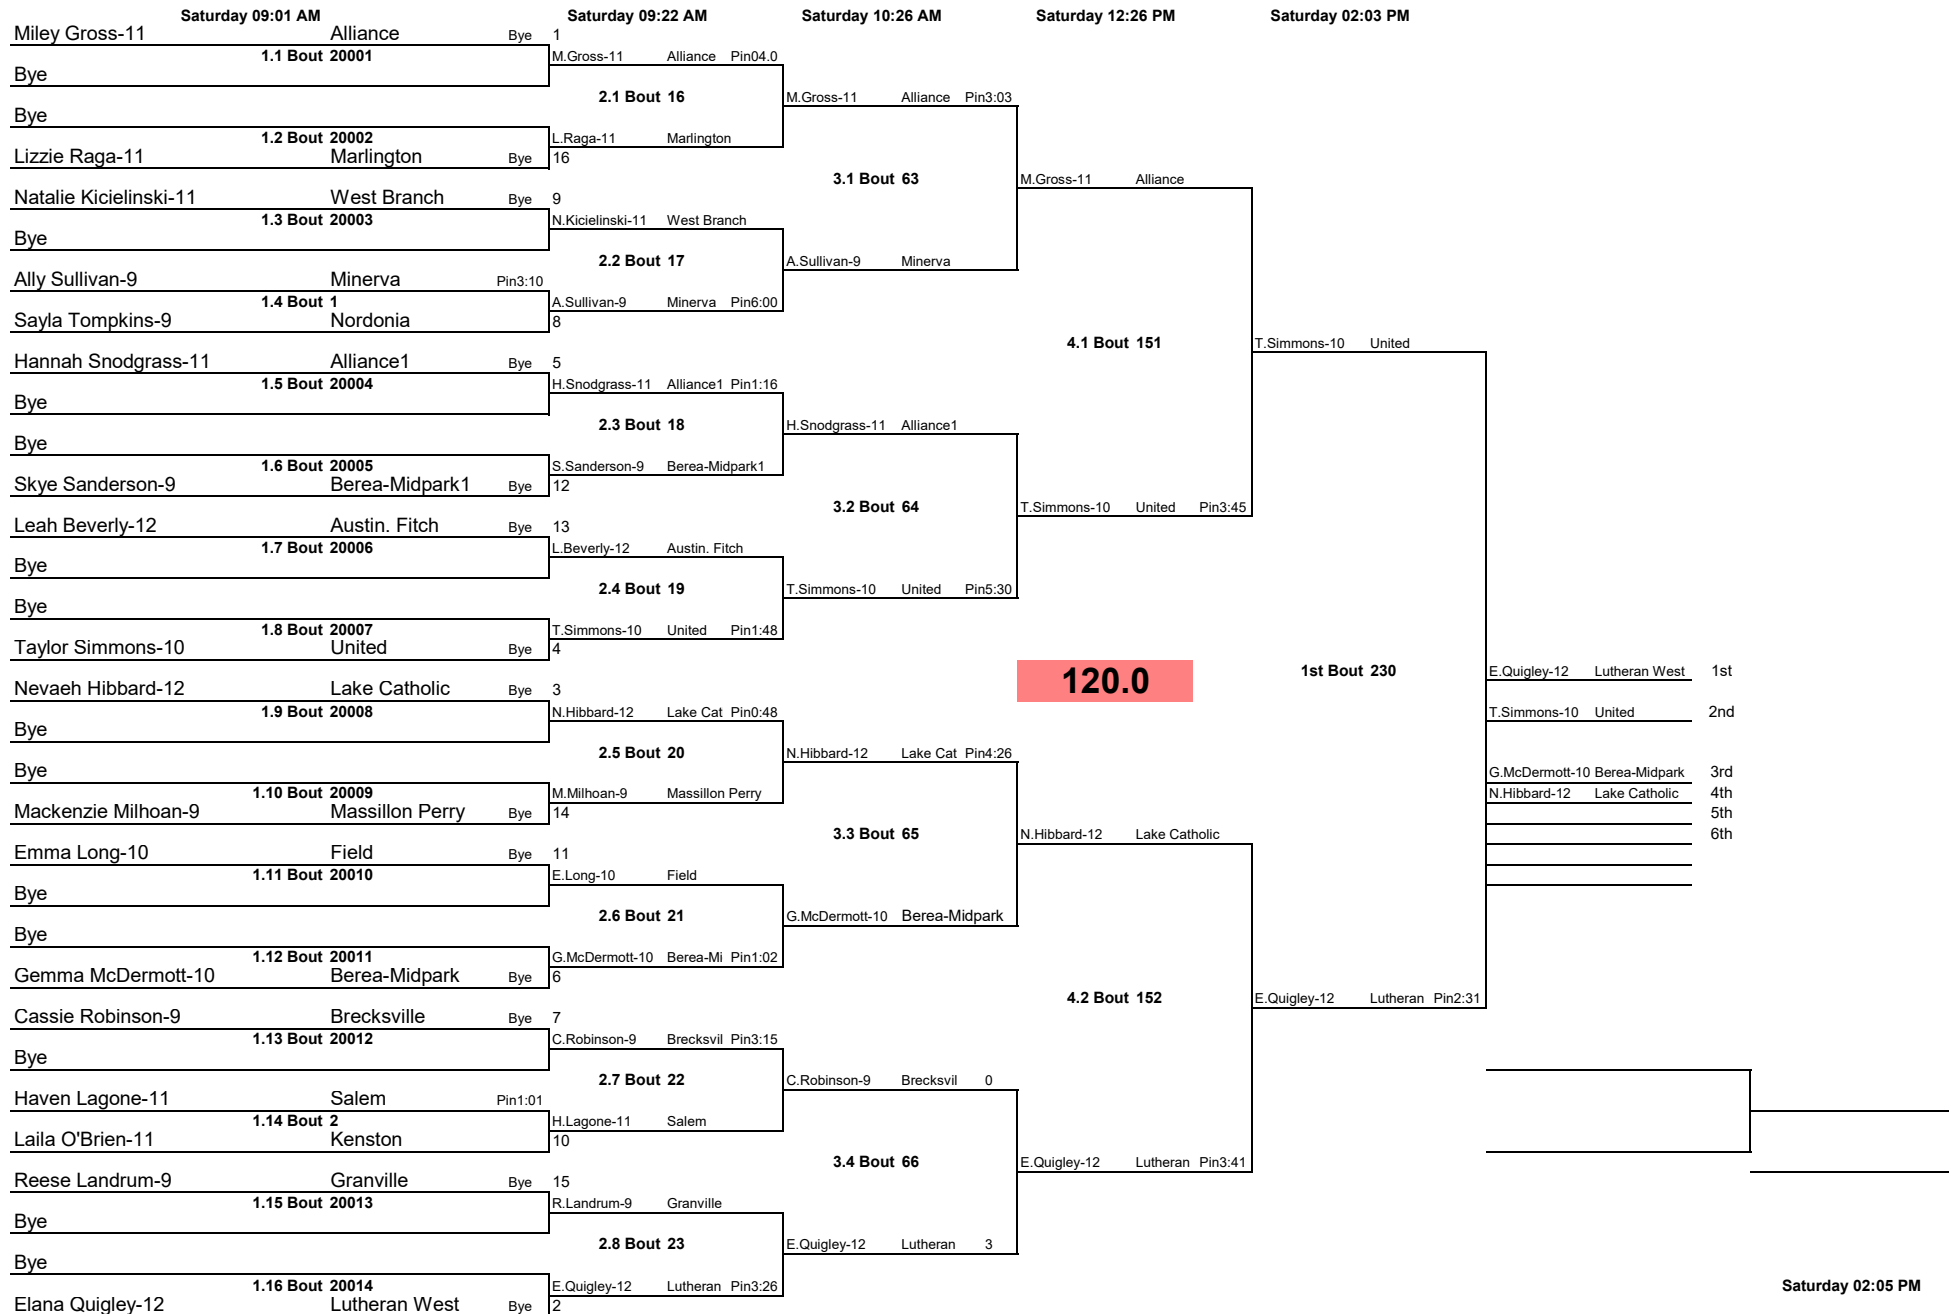 Saturday 09:01 AM Saturday 09:22 AM Saturday 10:26 AM Saturday 12:26 PM Saturday 02:03 PM
Miley Gross-11 Alliance Bye 1
1.1 Bout 20001 M.Gross-11 Alliance Pin04.0
Bye
2.1 Bout 16 M.Gross-11 Alliance Pin3:03
Bye
1.2 Bout 20002 L.Raga-11 Marlington
Lizzie Raga-11 Marlington Bye 16
3.1 Bout 63 M.Gross-11 Alliance
Natalie Kicielinski-11 West Branch Bye 9
1.3 Bout 20003 N.Kicielinski-11 West Branch
Bye
2.2 Bout 17 A.Sullivan-9 Minerva
Ally Sullivan-9 Minerva Pin3:10
1.4 Bout 1 A.Sullivan-9 Minerva Pin6:00
Sayla Tompkins-9 Nordonia 8
4.1 Bout 151 T.Simmons-10 United
Hannah Snodgrass-11 Alliance1 Bye 5
1.5 Bout 20004 H.Snodgrass-11 Alliance1 Pin1:16
Bye
2.3 Bout 18 H.Snodgrass-11 Alliance1
Bye
1.6 Bout 20005 S.Sanderson-9 Berea-Midpark1
Skye Sanderson-9 Berea-Midpark1 Bye 12
3.2 Bout 64 T.Simmons-10 United Pin3:45
Leah Beverly-12 Austin. Fitch Bye 13
1.7 Bout 20006 L.Beverly-12 Austin. Fitch
Bye
2.4 Bout 19 T.Simmons-10 United Pin5:30
Bye
1.8 Bout 20007 T.Simmons-10 United Pin1:48
Taylor Simmons-10 United Bye 4
120.0 1st Bout 230 E.Quigley-12 Lutheran West 1st
Nevaeh Hibbard-12 Lake Catholic Bye 3
1.9 Bout 20008 N.Hibbard-12 Lake Cat Pin0:48 T.Simmons-10 United 2nd
Bye
2.5 Bout 20 N.Hibbard-12 Lake Cat Pin4:26
Bye G.McDermott-10 Berea-Midpark 3rd
1.10 Bout 20009 M.Milhoan-9 Massillon Perry N.Hibbard-12 Lake Catholic 4th
Mackenzie Milhoan-9 Massillon Perry Bye 14 5th
3.3 Bout 65 N.Hibbard-12 Lake Catholic 6th
Emma Long-10 Field Bye 11
1.11 Bout 20010 E.Long-10 Field
Bye
2.6 Bout 21 G.McDermott-10 Berea-Midpark
Bye
1.12 Bout 20011 G.McDermott-10 Berea-Mi Pin1:02
Gemma McDermott-10 Berea-Midpark Bye 6
4.2 Bout 152 E.Quigley-12 Lutheran Pin2:31
Cassie Robinson-9 Brecksville Bye 7
1.13 Bout 20012 C.Robinson-9 Brecksvil Pin3:15
Bye
2.7 Bout 22 C.Robinson-9 Brecksvil 0
Haven Lagone-11 Salem Pin1:01
1.14 Bout 2 H.Lagone-11 Salem
Laila O'Brien-11 Kenston 10
3.4 Bout 66 E.Quigley-12 Lutheran Pin3:41
Reese Landrum-9 Granville Bye 15
1.15 Bout 20013 R.Landrum-9 Granville
Bye
2.8 Bout 23 E.Quigley-12 Lutheran 3
Bye
1.16 Bout 20014 E.Quigley-12 Lutheran Pin3:26 Saturday 02:05 PM
Elana Quigley-12 Lutheran West Bye 2